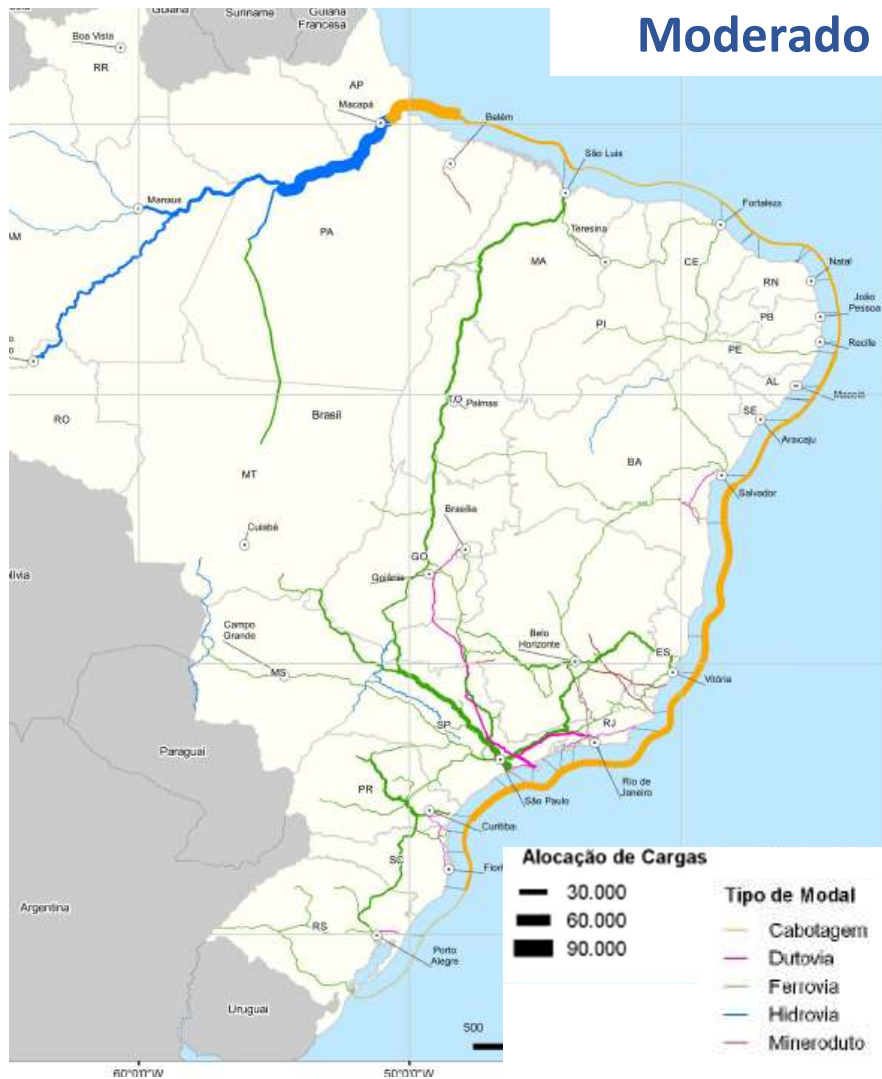 Moderado
Guiana
Suriname
Guiana
Francesa
Boa Vista
RR
AP
Macapá
Belém
São Luis
Fortaleza
Manaus
AM
PA
Teresina
MA
CE
Natal
RN
João
Pessoa
PB
PI
PE
Recife
TO
Palmas
AL
Maceió
Brasil
RO
SE
Aracaju
MT
BA
Salvador
Brasília
Cuiabá
GO
Goiânia
Campo
Grande
Belo
Horizonte
ES
MS
Vitória
SP
RJ
Paraguai
Rio de
Janeiro
São Paulo
PR
Curitiba
SC
Argentina
RS
Porto
Alegre
Uruguai
500
60°0'0"W
50°0'0"W
Alocação de Cargas
30.000
60.000
90.000
Tipo de Modal
Cabotagem
Dutovia
Ferrovia
Hidrovia
Mineroduto